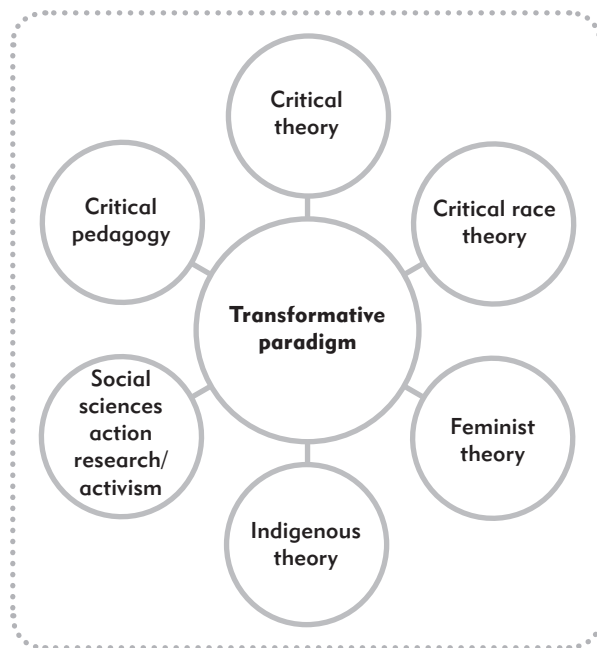 Critical
theory
Critical race
theory
Feminist
theory
Indigenous
theory
Social
sciences
action
research/
activism
Critical
pedagogy
Transformative
paradigm